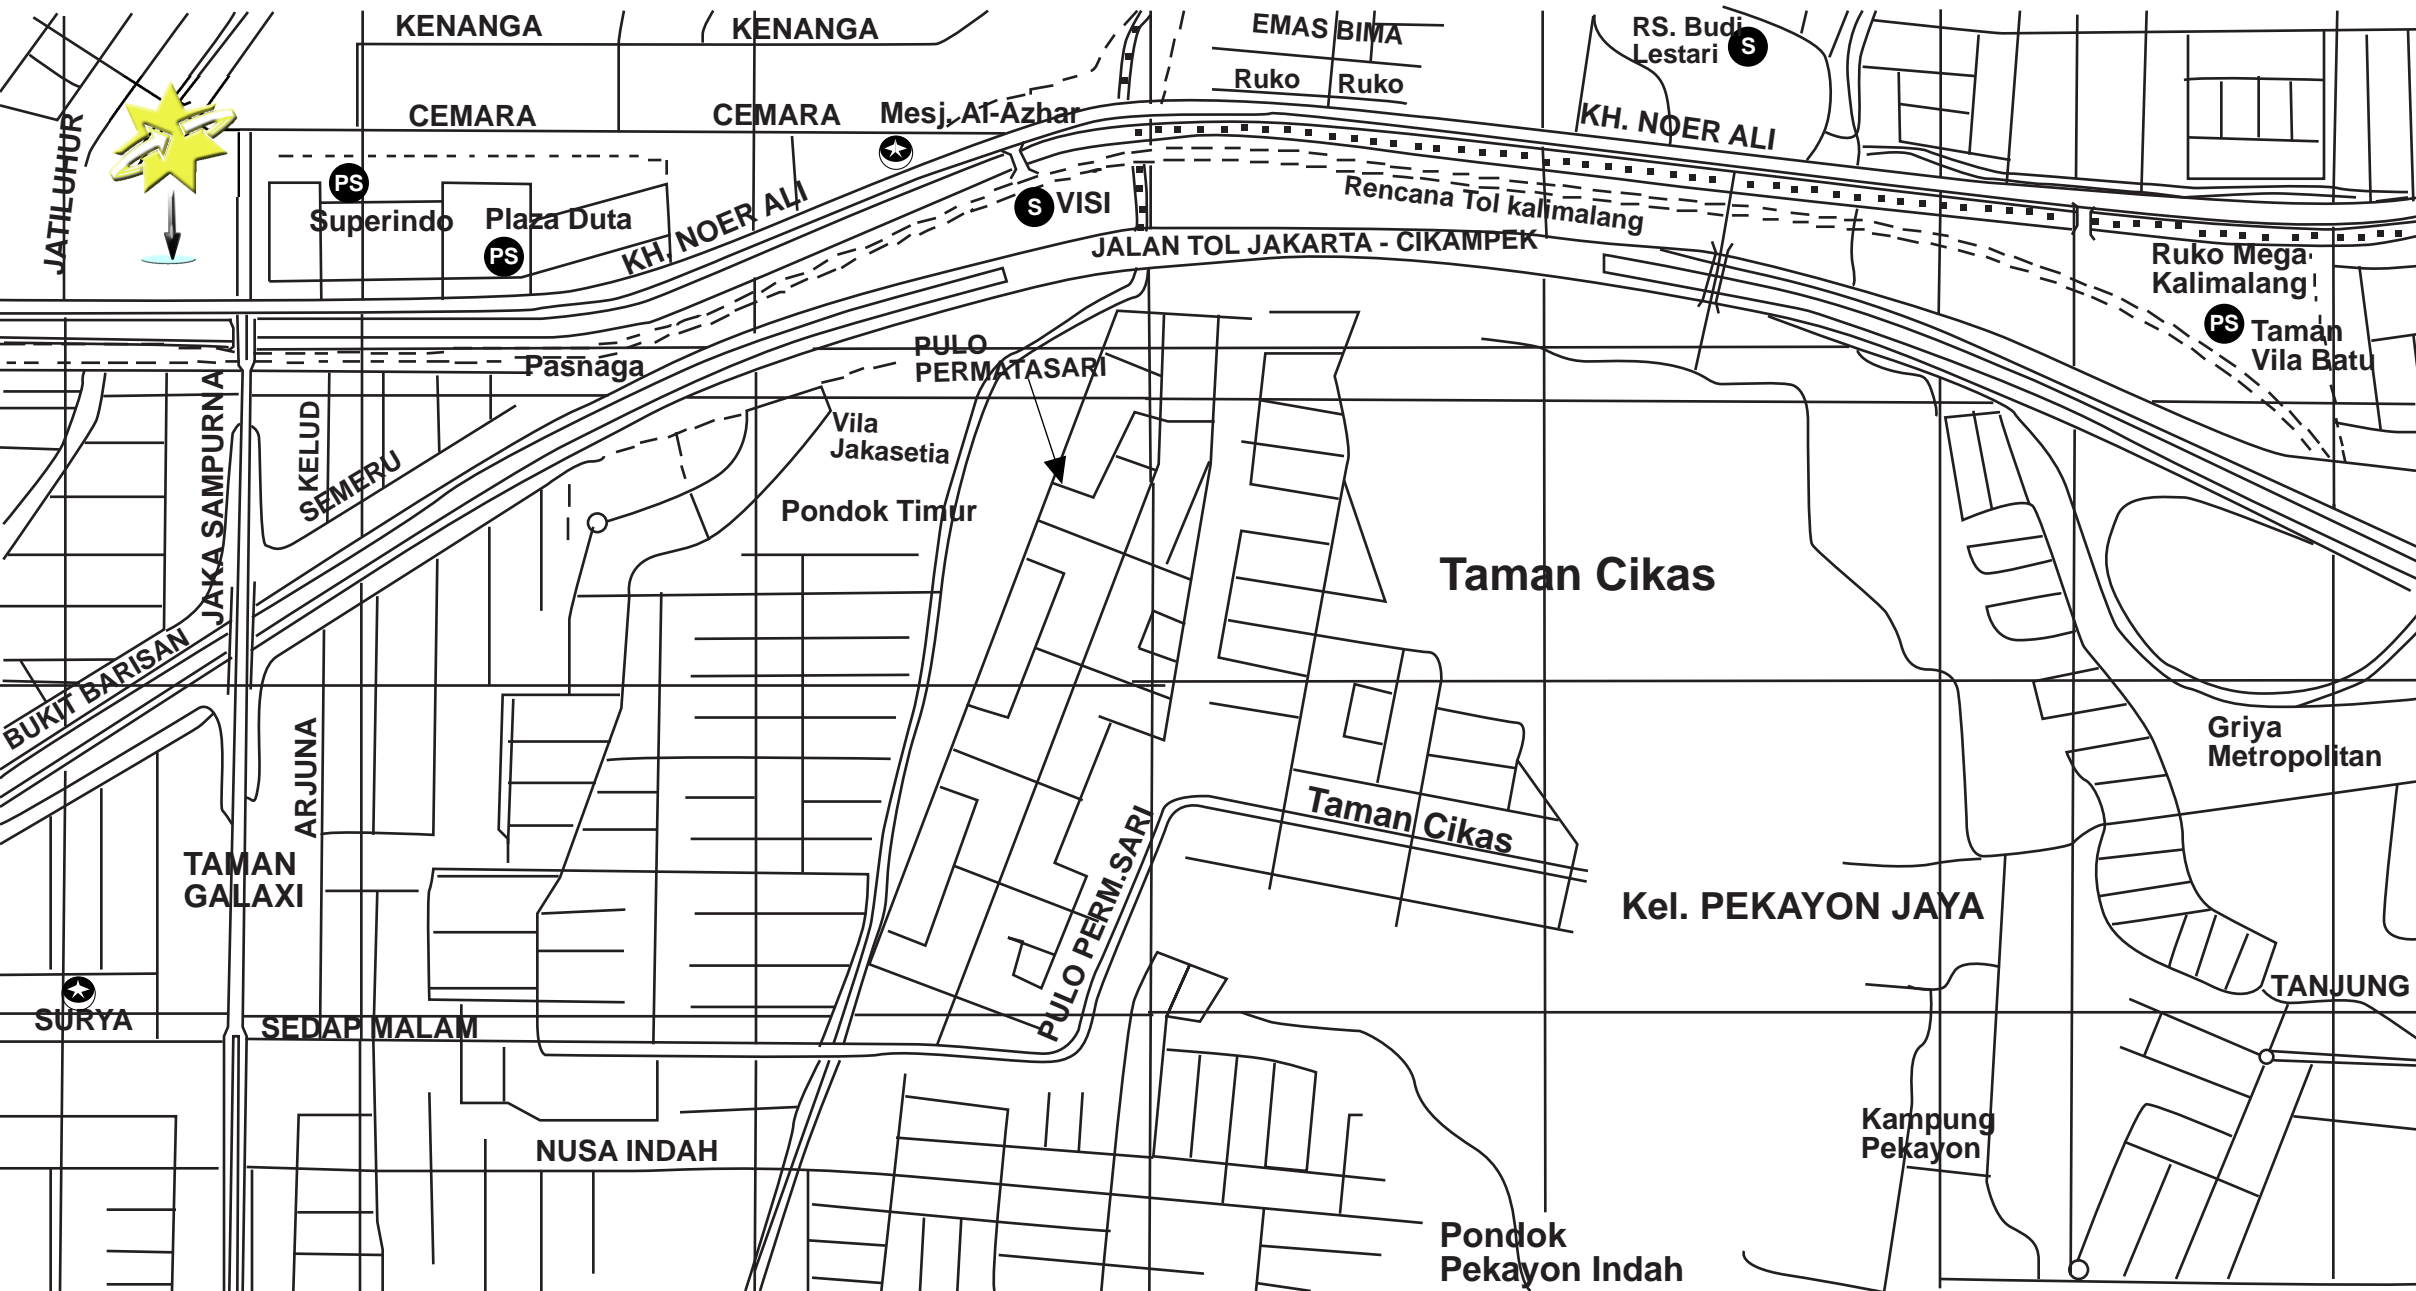 KENANGA
KENANGA
EMAS BIMA
RS. Budi
Lestari
S
Ruko
Ruko
CEMARA
CEMARA
Mesj. Al-Azhar
KH. NOER ALI
JATILUHUR
PS
Superindo
Plaza Duta
PS
KH. NOER ALI
S
VISI
Rencana Tol kalimalang
JALAN TOL JAKARTA - CIKAMPEK
Ruko Mega
Kalimalang
PS
Taman
Vila Batu
Pasnaga
PULO
PERMATASARI
JAKA SAMPURNA
KELUD
SEMERU
Vila
Jakasetia
Pondok Timur
Taman Cikas
BUKIT BARISAN
ARJUNA
Griya
Metropolitan
Taman Cikas
TAMAN
GALAXI
PULO PERM.SARI
Kel. PEKAYON JAYA
TANJUNG
SURYA
SEDAP MALAM
NUSA INDAH
Kampung
Pekayon
Pondok
Pekayon Indah